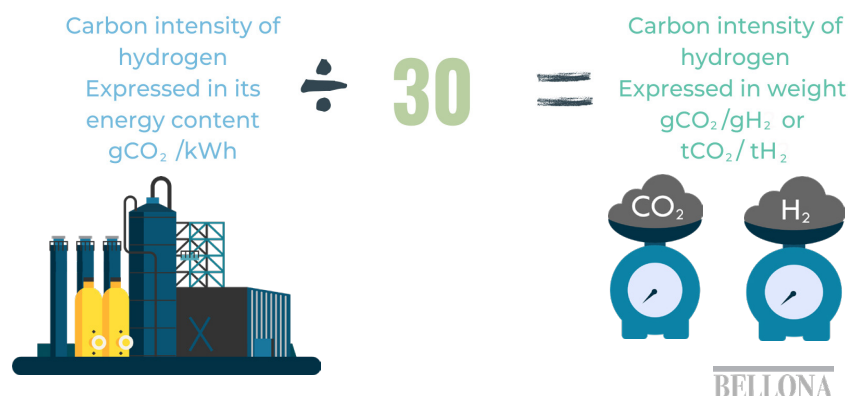 Carbon intensity of
hydrogen
Expressed in its
energy content
gCO₂ /kWh
÷
30
=
Carbon intensity of
hydrogen
Expressed in weight
gCO₂/gH₂ or
tCO₂/ tH₂
CO₂
H₂
BELLONA